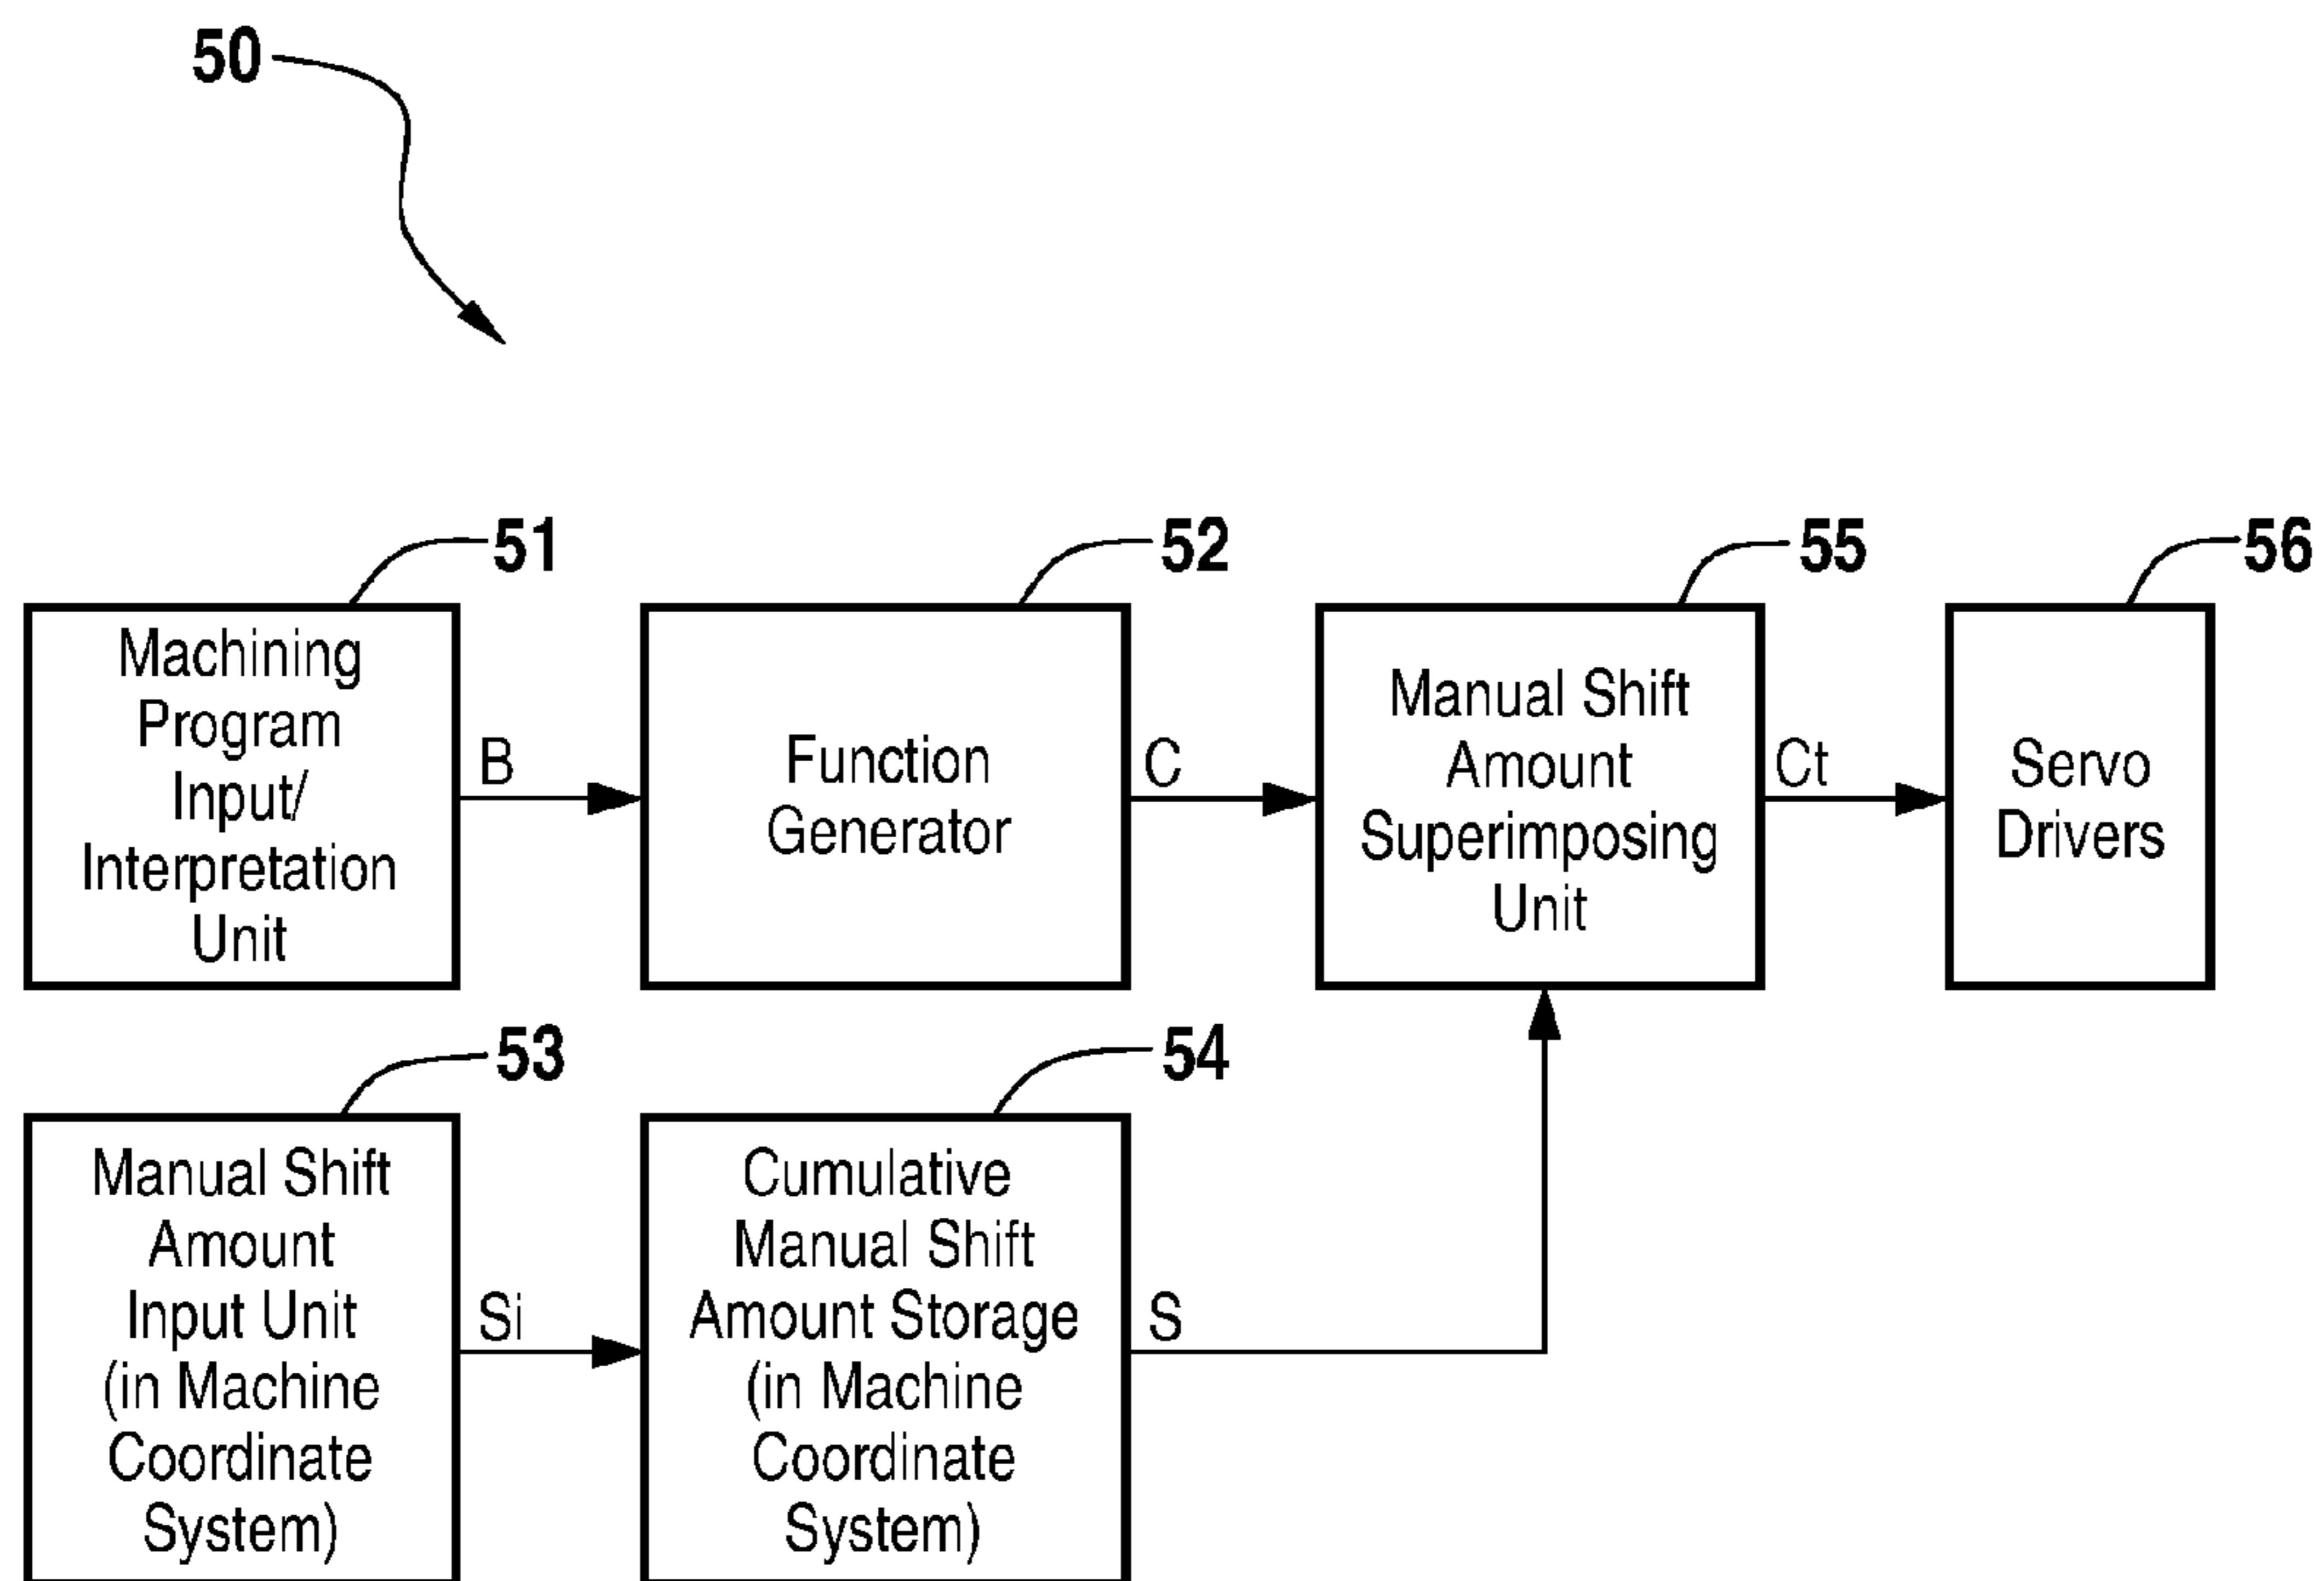 50
51
52
55
56
Machining
Program
Input/
Interpretation
Unit
B
Function
Generator
C
Manual Shift
Amount
Superimposing
Unit
Ct
Servo
Drivers
53
54
Manual Shift
Amount
Input Unit
(in Machine
Coordinate
System)
Si
Cumulative
Manual Shift
Amount Storage
(in Machine
Coordinate
System)
S